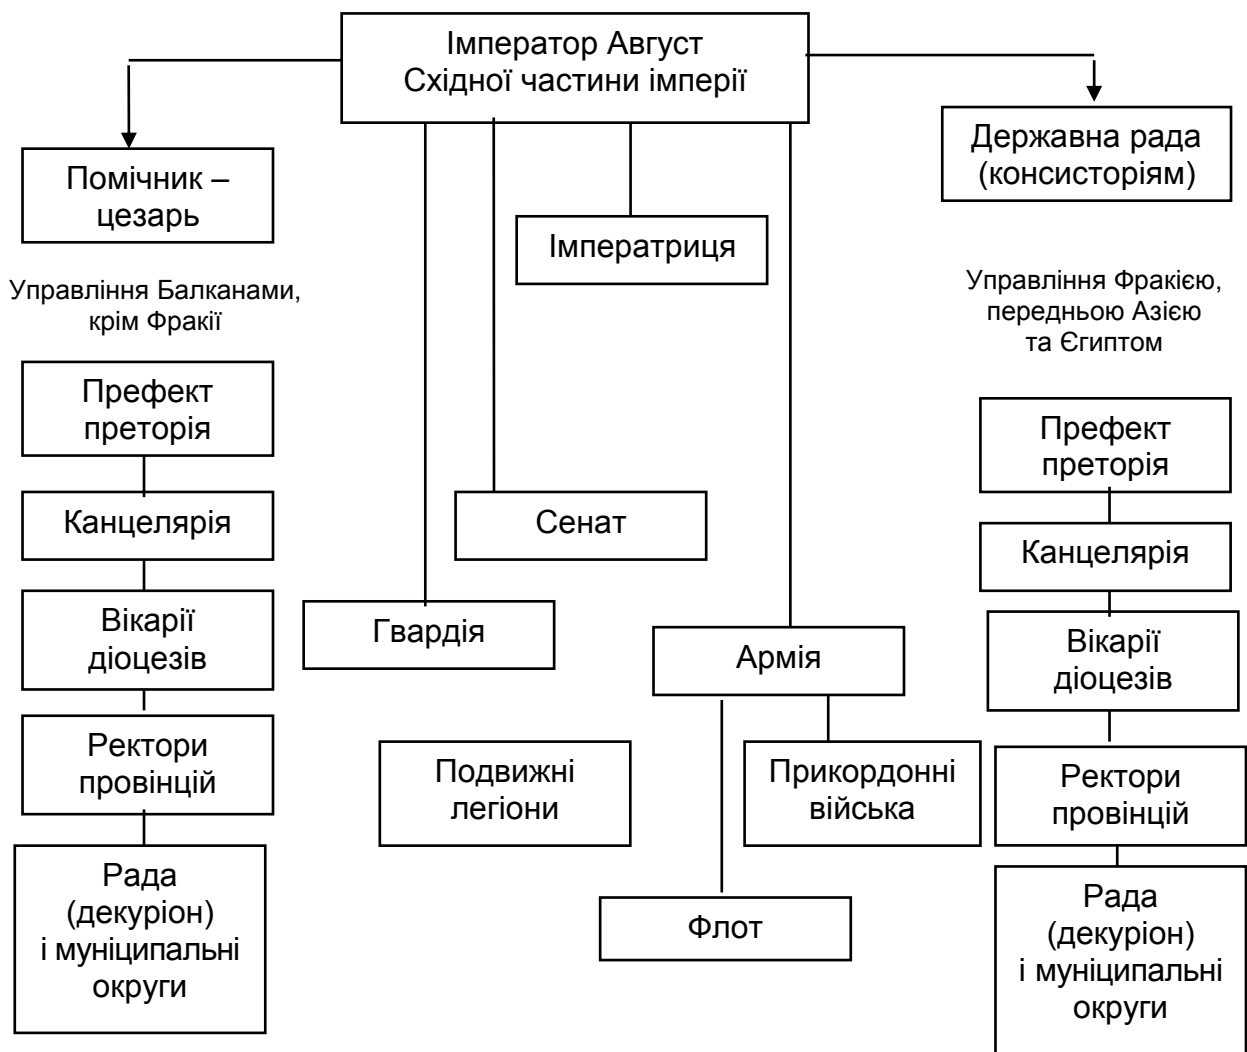 Імператор Август
Східної частини імперії
Помічник –
цезарь
Державна рада
(консисторіям)
Імператриця
Управління Балканами,
крім Фракії
Управління Фракією,
передньою Азією
та Єгиптом
Префект
преторія
Префект
преторія
Канцелярія
Сенат
Канцелярія
Вікарії
діоцезів
Гвардія
Армія
Вікарії
діоцезів
Ректори
провінцій
Подвижні
легіони
Прикордонні
війська
Ректори
провінцій
Рада
(декуріон)
і муніципальні
округи
Флот
Рада
(декуріон)
і муніципальні
округи